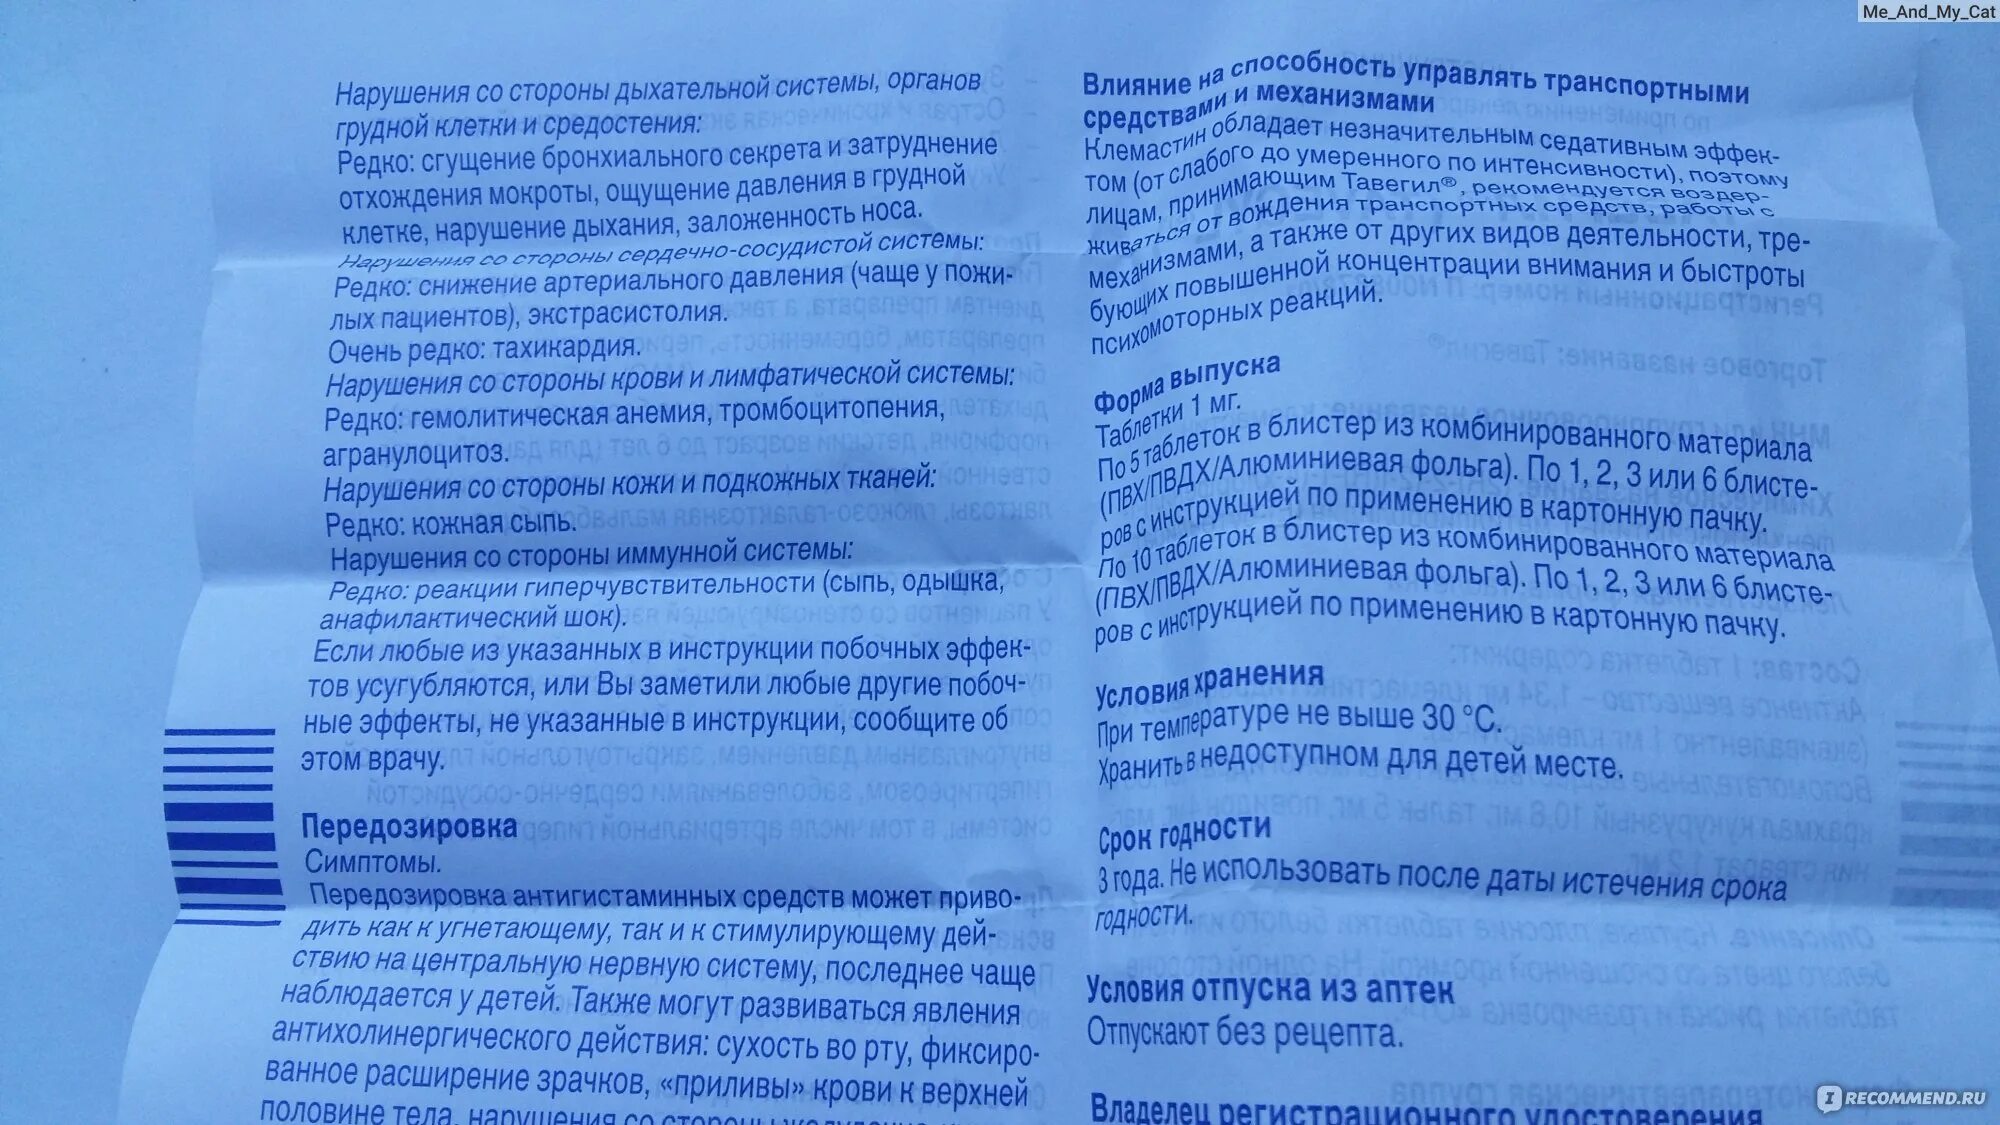 Me_And_My_Cat
Нарушения со стороны дыхательной системы, органов
грудной клетки и средостения:
Редко: сгущение бронхиального секрета и затруднение
отхождения мокроты, ощущение давления в грудной
клетке, нарушение дыхания, заложенность носа.
Нарушения со стороны сердечно-сосудистой системы:
Редко: снижение артериального давления (чаще у пожи-
лых пациентов), экстрасистолия.
Очень редко: тахикардия.
Нарушения со стороны крови и лимфатической системы:
Редко: гемолитическая анемия, тромбоцитопения,
агранулоцитоз.
Нарушения со стороны кожи и подкожных тканей:
Редко: кожная сыпь.
Нарушения со стороны иммунной системы:
Редко: реакции гиперчувствительности (сыпь, одышка,
анафилактический шок).
Если любые из указанных в инструкции побочных эффек-
тов усугубляются, или Вы заметили любые другие побоч-
ные эффекты, не указанные в инструкции, сообщите об
этом врачу.
Передозировка
Симптомы.
Передозировка антигистаминных средств может приво-
дить как к угнетающему, так и к стимулирующему дей-
ствию на центральную нервную систему, последнее чаще
наблюдается у детей. Также могут развиваться явления
антихолинергического действия: сухость во рту, фиксиро-
ванное расширение зрачков, «приливы» крови к верхней
половине тела, нарушения со стороны
Влияние на способность управлять транспортными
средствами и механизмами
Клемастин обладает незначительным седативным эффек-
том (от слабого до умеренного по интенсивности), поэтому
лицам, принимающим Тавегил®, рекомендуется воздер-
живаться от вождения транспортных средств, работы с
механизмами, а также от других видов деятельности, тре-
бующих повышенной концентрации внимания и быстроты
психомоторных реакций.
Форма выпуска
Таблетки 1 мг.
По 5 таблеток в блистер из комбинированного материала
(ПВХ/ПВДХ/Алюминиевая фольга). По 1, 2, 3 или 6 блисте-
ров с инструкцией по применению в картонную пачку.
По 10 таблеток в блистер из комбинированного материала
(ПВХ/ПВДХ/Алюминиевая фольга). По 1, 2, 3 или 6 блисте-
ров с инструкцией по применению в картонную пачку.
Условия хранения
При температуре не выше 30 °C.
Хранить в недоступном для детей месте.
Срок годности
3 года. Не использовать после даты истечения срока
годности.
Условия отпуска из аптек
Отпускают без рецепта.
Владелец регистрационного удостоверения
IRECOMMEND.RU